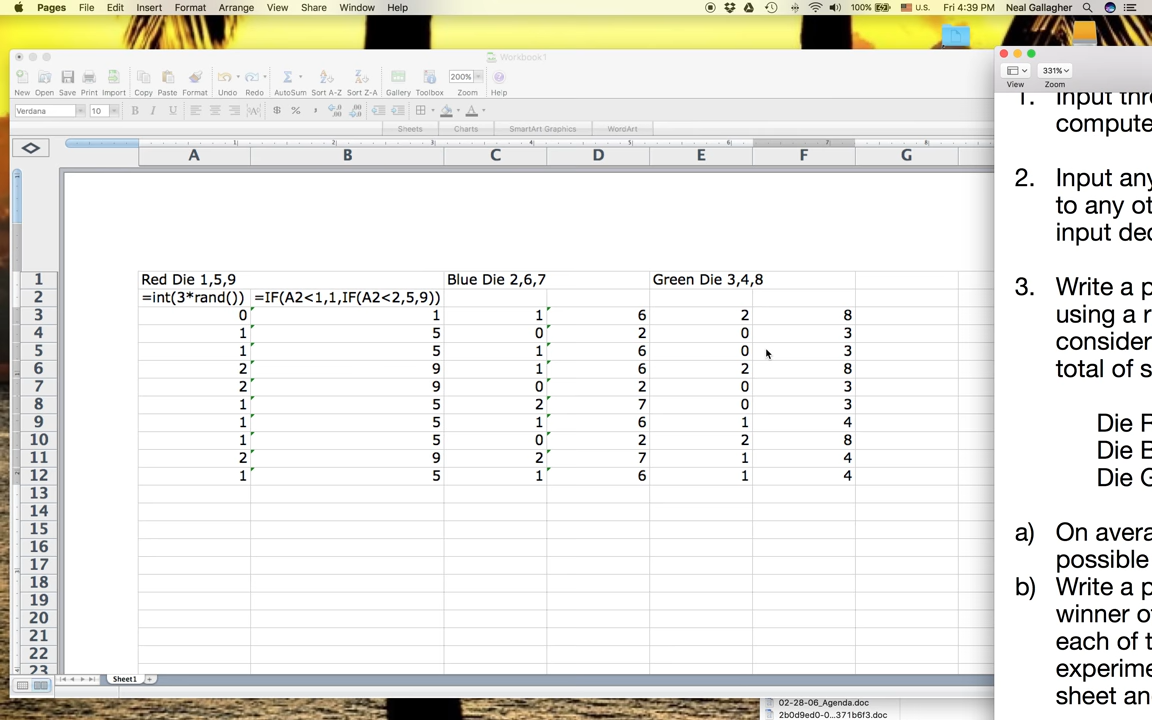 Pages File Edit Insert Format Arrange View Share Window Help 100% U.S. Fri 4:39 PM Neal Gallagher
Workbook1
New Open Save Print Import Copy Paste Format Undo Redo AutoSum Sort A-Z Sort Z-A Gallery Toolbox 200% Zoom Help
Verdana 10 B I U $ %
Sheets Charts SmartArt Graphics WordArt
A B C D E F G
1 Red Die 1,5,9 Blue Die 2,6,7 Green Die 3,4,8
2 =int(3*rand()) =IF(A2<1,1,IF(A2<2,5,9))
3 0 1 1 6 2 8
4 1 5 0 2 0 3
5 1 5 1 6 0 3
6 2 9 1 6 2 8
7 2 9 0 2 0 3
8 1 5 2 7 0 3
9 1 5 1 6 1 4
10 1 5 0 2 2 8
11 2 9 2 7 1 4
12 1 5 1 6 1 4
13
14
15
16
17
18
19
20
21
22
23
Sheet1
331%
View Zoom
1. Input thr
compute
2. Input any
to any ot
input dec
3. Write a p
using a r
consider
total of s
Die R
Die B
Die G
a) On avera
possible
b) Write a p
winner of
each of t
experime
sheet an
02-28-06_Agenda.doc
2b0d9ed0-0...371b6f3.doc